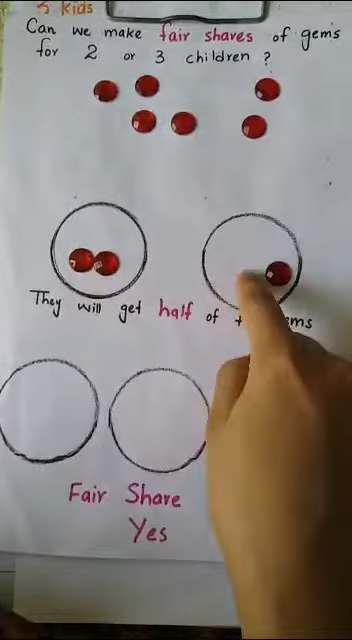 Kids
Can we make fair shares of gems
for 2 or 3 children ?
They will get half of
Fair Share
Yes